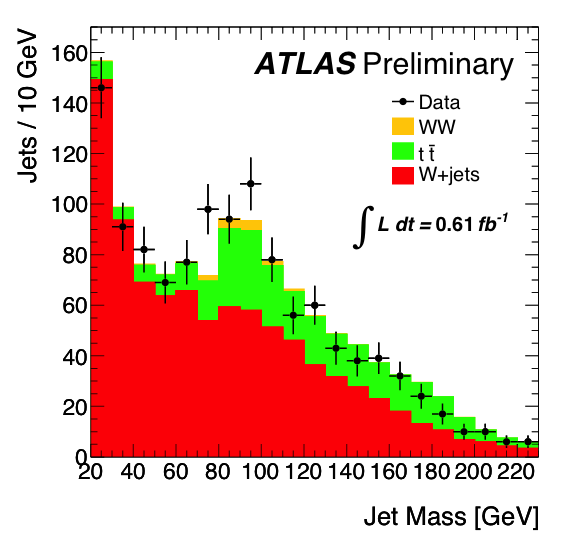 Jets / 10 GeV
160
140
120
100
80
60
40
20
0
ATLAS Preliminary
Data
WW
t t̄
W+jets
∫ L dt = 0.61 fb⁻¹
20 40 60 80 100 120 140 160 180 200 220
Jet Mass [GeV]